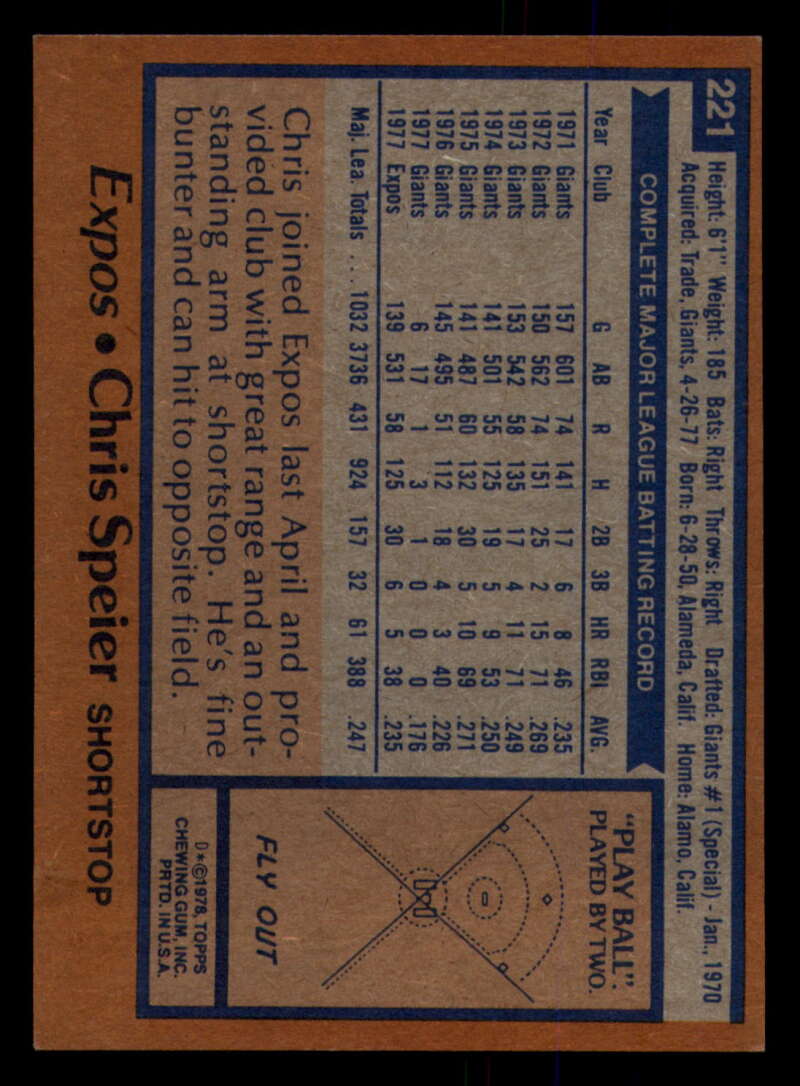 221
Height: 6'1" Weight: 185 Bats: Right Throws: Right Drafted: Giants #1 (Special) - Jan., 1970
Acquired: Trade, Giants, 4-26-77 Born: 6-28-50, Alameda, Calif. Home: Alamo, Calif.
COMPLETE MAJOR LEAGUE BATTING RECORD
Year Club G AB R H 2B 3B HR RBI AVG.
1971 Giants 157 601 74 141 17 6 8 46 .235
1972 Giants 150 562 74 151 25 2 15 71 .269
1973 Giants 153 542 58 135 17 4 11 71 .249
1974 Giants 141 501 55 125 19 5 9 53 .250
1975 Giants 141 487 60 132 30 5 10 69 .271
1976 Giants 145 495 51 112 18 4 3 40 .226
1977 Giants 6 17 1 3 1 0 0 0 .176
1977 Expos 139 531 58 125 30 6 5 38 .235
Maj. Lea. Totals ... 1032 3736 431 924 157 32 61 388 .247
Chris joined Expos last April and pro-
vided club with great range and an out-
standing arm at shortstop. He's fine
bunter and can hit to opposite field.
"PLAY BALL".
PLAYED BY TWO.
FLY OUT
D*©1978, TOPPS
CHEWING GUM, INC.
PRTD. IN U.S.A.
Expos • Chris Speier SHORTSTOP